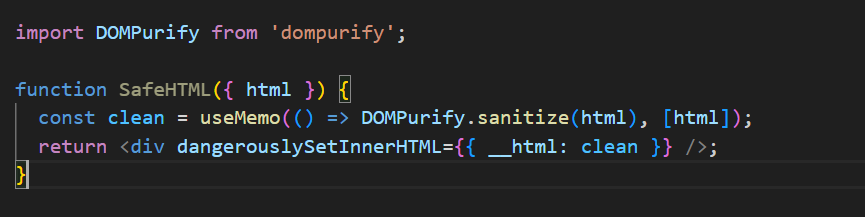 import DOMPurify from 'dompurify';
function SafeHTML({ html }) {
const clean = useMemo(() => DOMPurify.sanitize(html), [html]);
return <div dangerouslySetInnerHTML={{ __html: clean }} />;
}